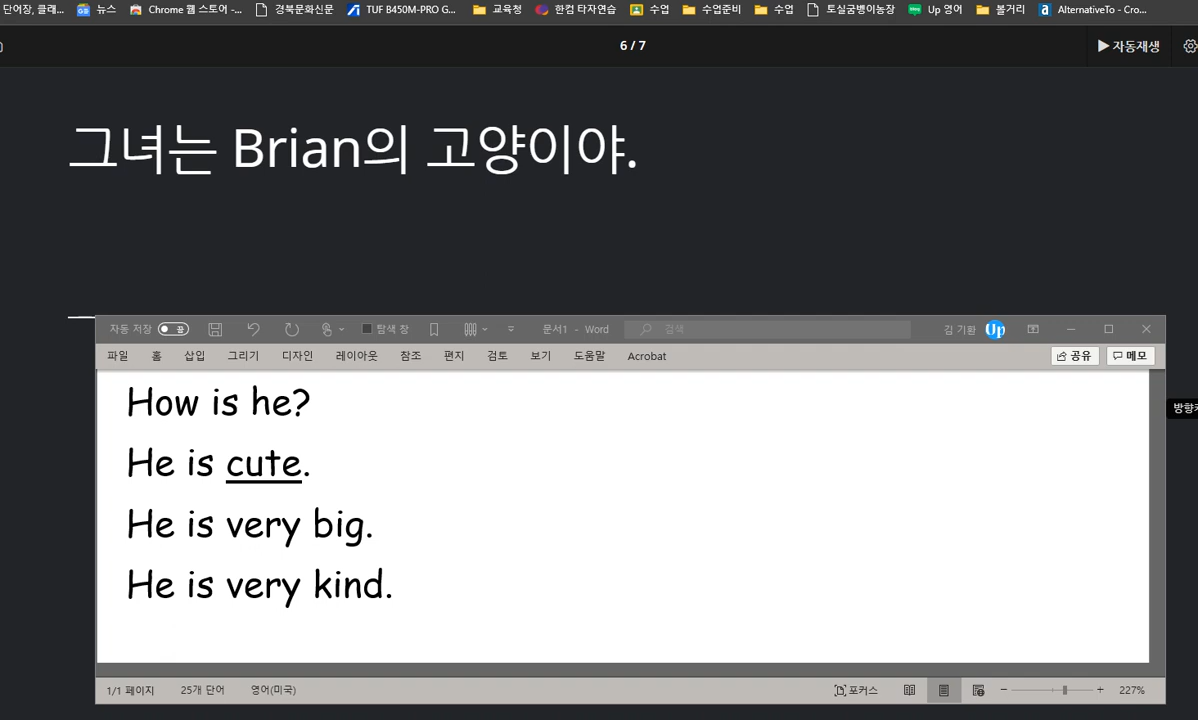 단어장, 클래... 뉴스 Chrome 웹 스토어 -... 경북문화신문 TUF B450M-PRO G... 교육청 한컴 타자연습 수업 수업준비 수업 토실굼벵이농장 Up 영어 볼거리 AlternativeTo - Cro...
6 / 7 ▶ 자동재생
그녀는 Brian의 고양이야.
자동 저장 끔 탐색 창 문서1 - Word 검색 김 기환 Up
파일 홈 삽입 그리기 디자인 레이아웃 참조 편지 검토 보기 도움말 Acrobat 공유 메모
How is he?
방향키
He is cute.
He is very big.
He is very kind.
1/1 페이지 25개 단어 영어(미국) 포커스 − + 227%